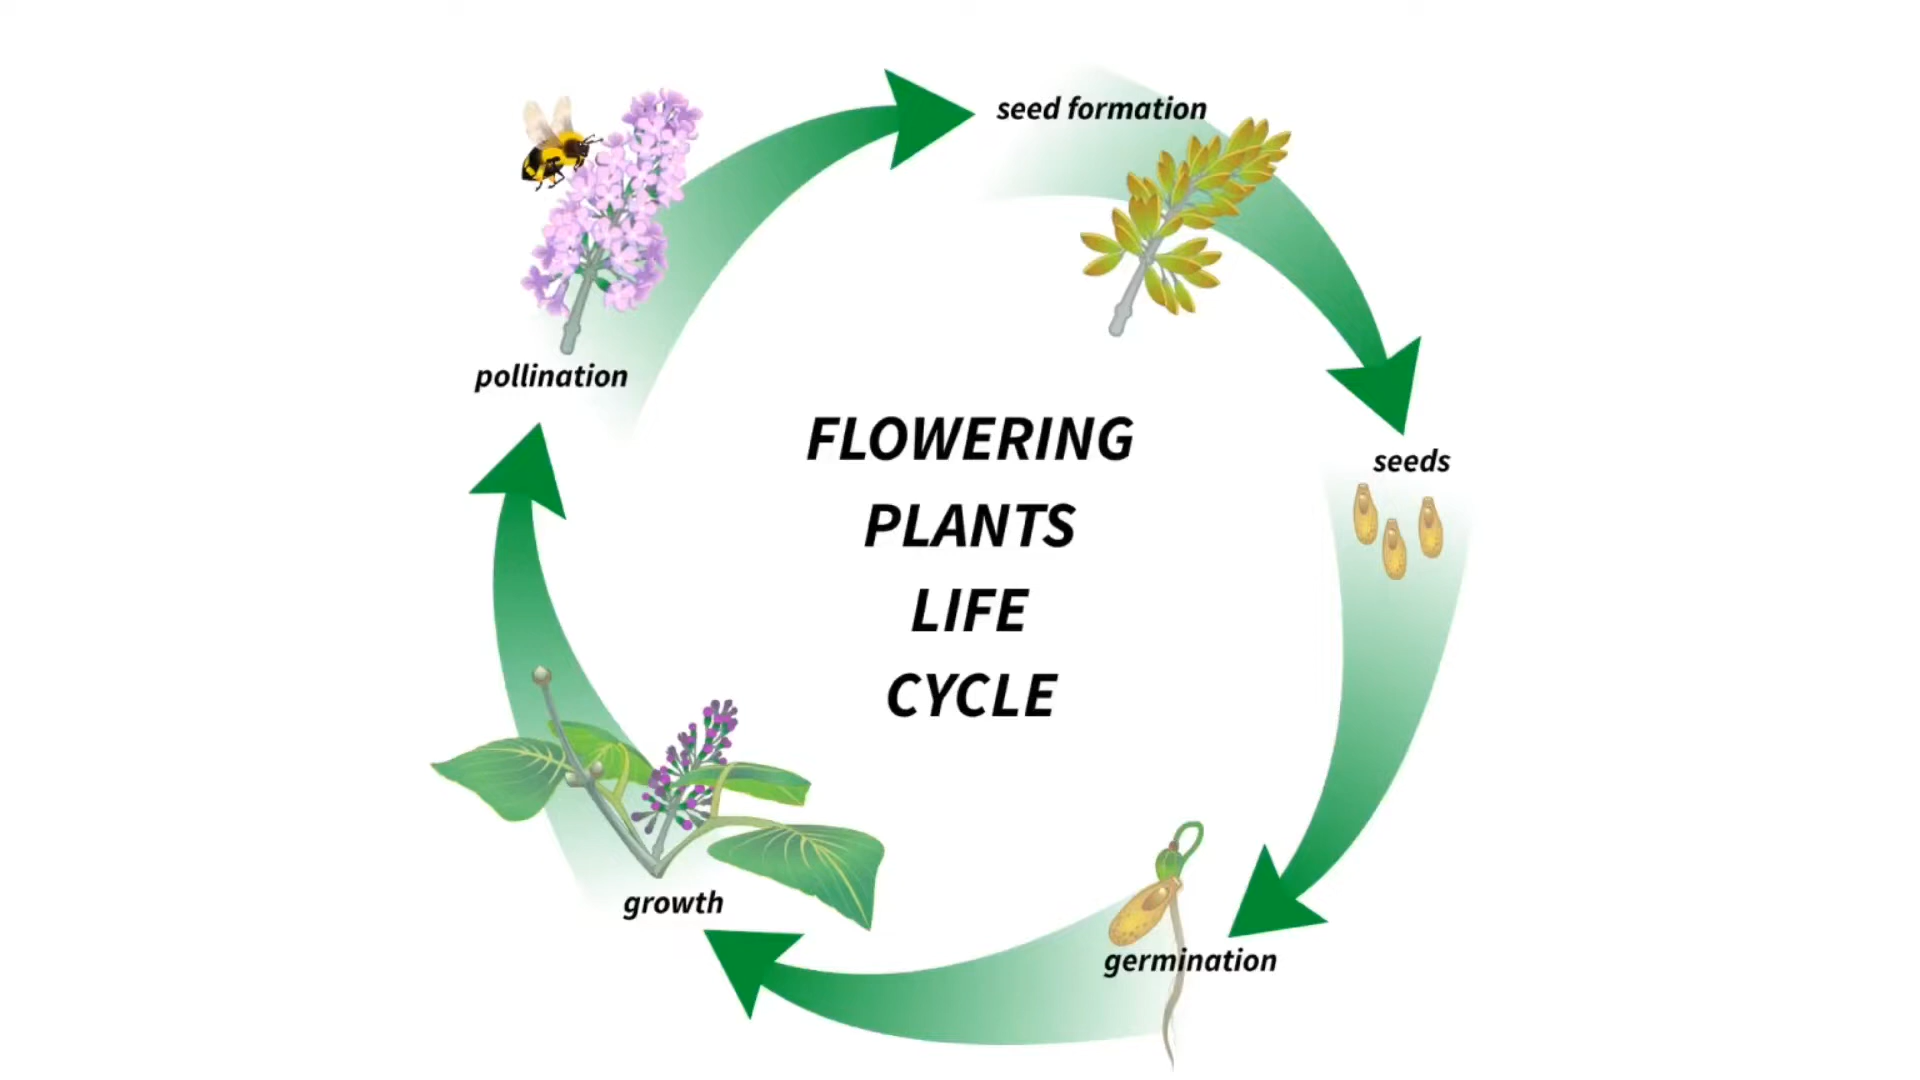 seed formation
pollination
FLOWERING
PLANTS
LIFE
CYCLE
seeds
growth
germination